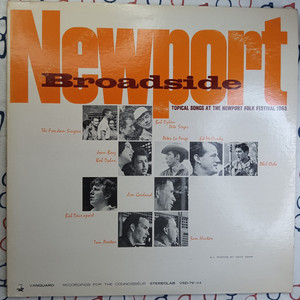 Newport
Broadside
TOPICAL SONGS AT THE NEWPORT FOLK FESTIVAL 1963
The Freedom Singers
Bob Dylan
Pete Seeger
Joan Baez
Bob Dylan
Peter La Farge
Ed McCurdy
Phil Ochs
Jim Garland
Bob Davenport
Tom Paxton
Sam Hinton
VANGUARD RECORDINGS FOR THE CONNOISSEUR STEREOLAB